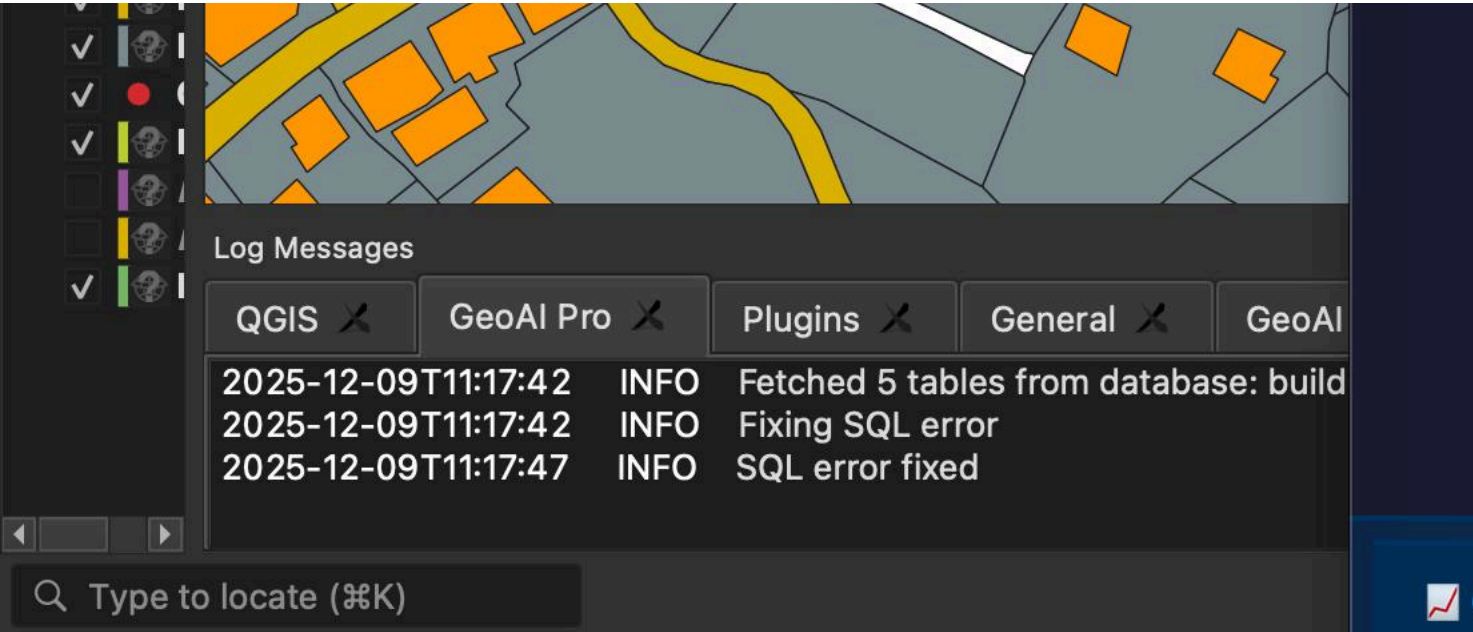 Log Messages
QGIS GeoAI Pro Plugins General GeoAI
2025-12-09T11:17:42 INFO Fetched 5 tables from database: build
2025-12-09T11:17:42 INFO Fixing SQL error
2025-12-09T11:17:47 INFO SQL error fixed
Type to locate (⌘K)